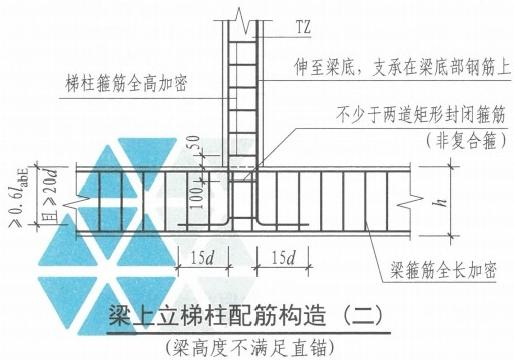 TZ
梯柱箍筋全高加密
伸至梁底，支承在梁底部钢筋上
不少于两道矩形封闭箍筋
(非复合箍)
50
100
≥0.6labE
且≥20d
h
15d
15d
梁箍筋全长加密
梁上立梯柱配筋构造 (二)
(梁高度不满足直锚)